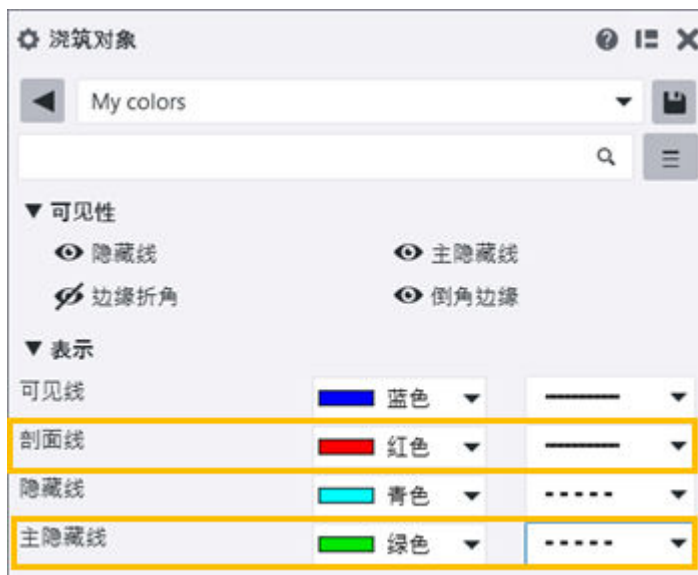 浇筑对象
My colors
可见性
隐藏线 主隐藏线
边缘折角 倒角边缘
表示
可见线 蓝色
剖面线 红色
隐藏线 青色
主隐藏线 绿色